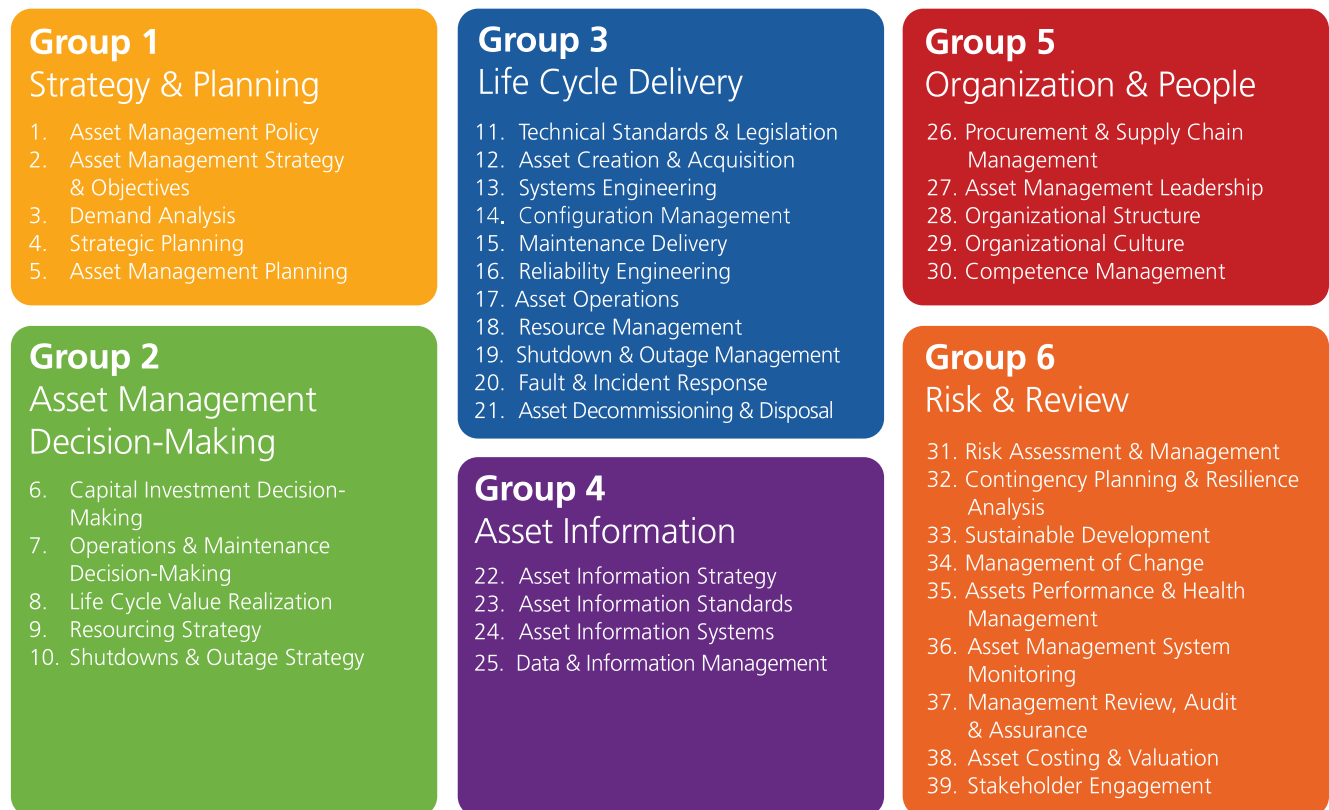 Group 1
Strategy & Planning
1. Asset Management Policy
2. Asset Management Strategy
& Objectives
3. Demand Analysis
4. Strategic Planning
5. Asset Management Planning
Group 2
Asset Management
Decision-Making
6. Capital Investment Decision-
Making
7. Operations & Maintenance
Decision-Making
8. Life Cycle Value Realization
9. Resourcing Strategy
10. Shutdowns & Outage Strategy
Group 3
Life Cycle Delivery
11. Technical Standards & Legislation
12. Asset Creation & Acquisition
13. Systems Engineering
14. Configuration Management
15. Maintenance Delivery
16. Reliability Engineering
17. Asset Operations
18. Resource Management
19. Shutdown & Outage Management
20. Fault & Incident Response
21. Asset Decommissioning & Disposal
Group 4
Asset Information
22. Asset Information Strategy
23. Asset Information Standards
24. Asset Information Systems
25. Data & Information Management
Group 5
Organization & People
26. Procurement & Supply Chain
Management
27. Asset Management Leadership
28. Organizational Structure
29. Organizational Culture
30. Competence Management
Group 6
Risk & Review
31. Risk Assessment & Management
32. Contingency Planning & Resilience
Analysis
33. Sustainable Development
34. Management of Change
35. Assets Performance & Health
Management
36. Asset Management System
Monitoring
37. Management Review, Audit
& Assurance
38. Asset Costing & Valuation
39. Stakeholder Engagement